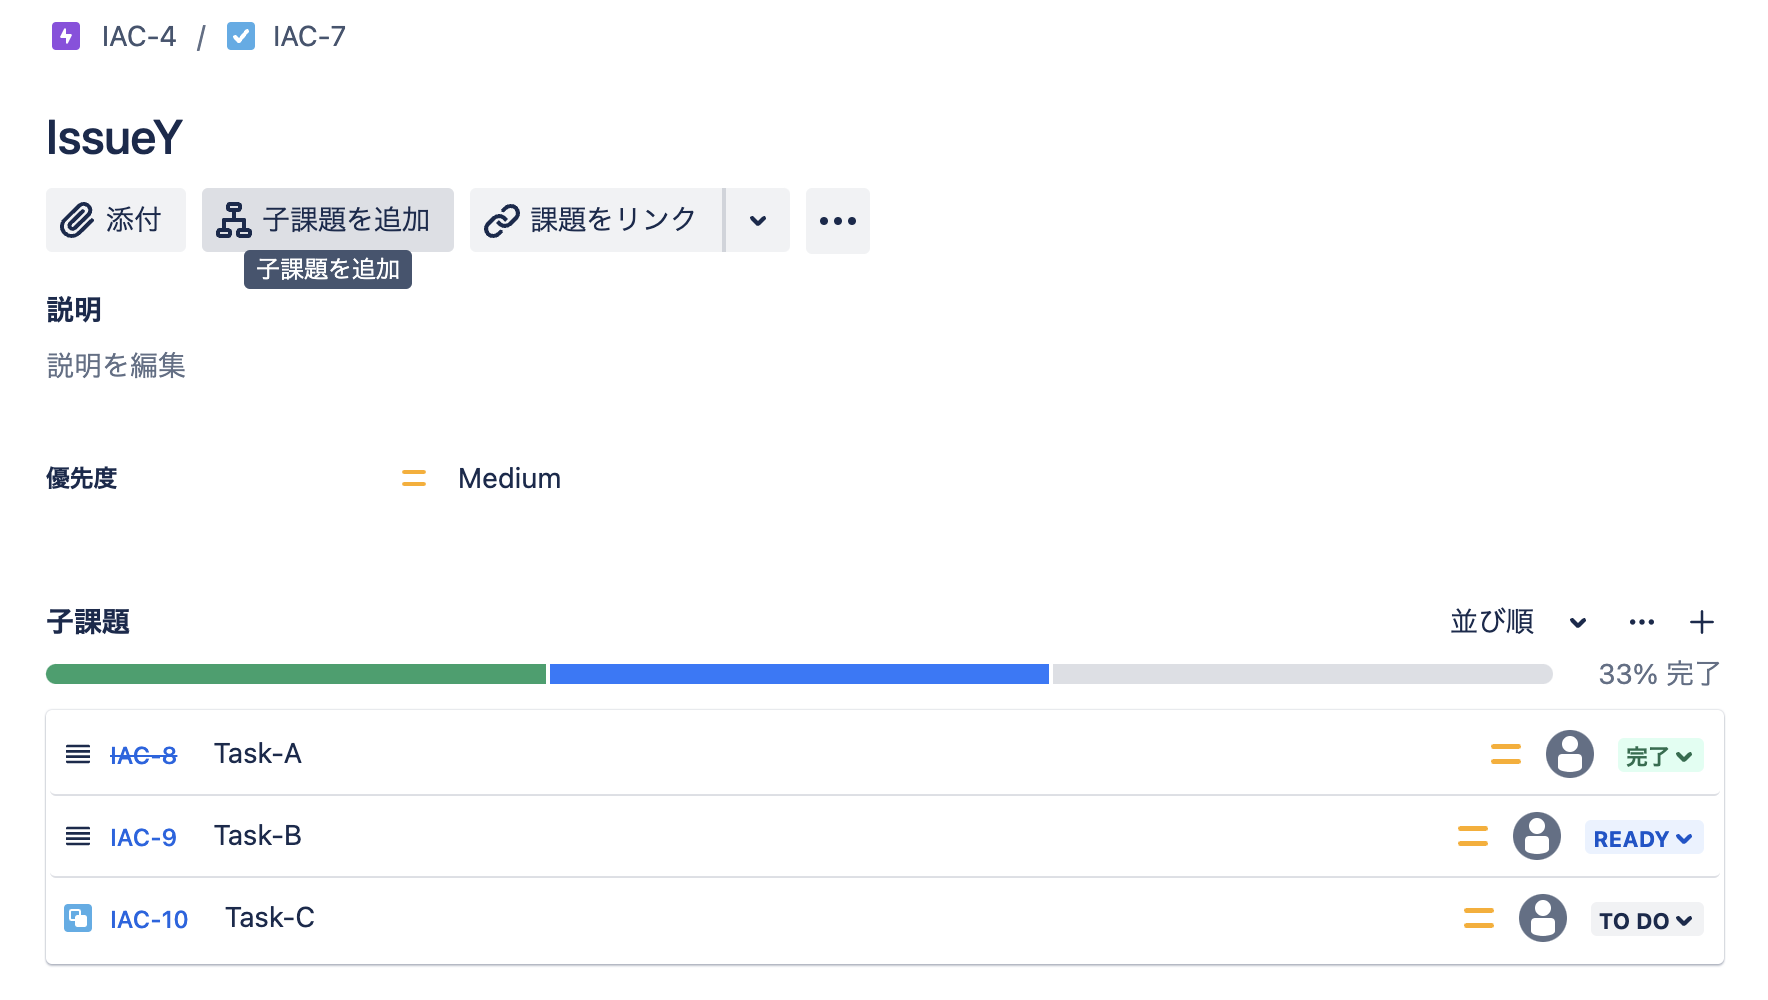 IAC-4 / IAC-7
IssueY
添付 子課題を追加 課題をリンク
子課題を追加
説明
説明を編集
優先度 Medium
子課題 並び順
33% 完了
IAC-8 Task-A 完了
IAC-9 Task-B READY
IAC-10 Task-C TO DO